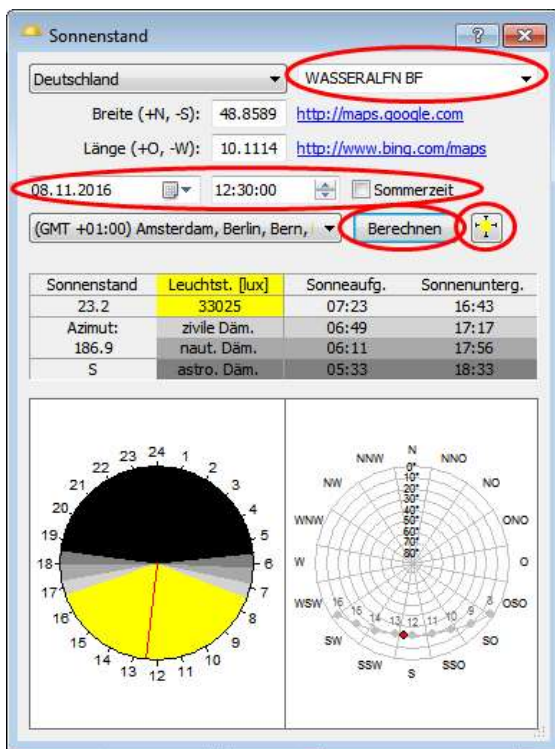 Sonnenstand
Deutschland WASSERALFN BF
Breite (+N, -S): 48.8589 http://maps.google.com
Länge (+O, -W): 10.1114 http://www.bing.com/maps
08.11.2016 12:30:00 Sommerzeit
(GMT +01:00) Amsterdam, Berlin, Bern, Berechnen
Sonnenstand Leuchtst. [lux] Sonneaufg. Sonnenunterg.
23.2 33025 07:23 16:43
Azimut: zivile Däm. 06:49 17:17
186.9 naut. Däm. 06:11 17:56
S astro. Däm. 05:33 18:33
24
23 1
22 2
21 3
20 4
19 5
18 6
17 7
16 8
15 9
14 10
13 12 11
N
NNW NNO
NW NO
WNW ONO
W O
WSW OSO
SW SO
SSW SSO
S
0°
10°
20°
30°
40°
50°
60°
70°
80°
16 15 14 13 12 11 10 9 8